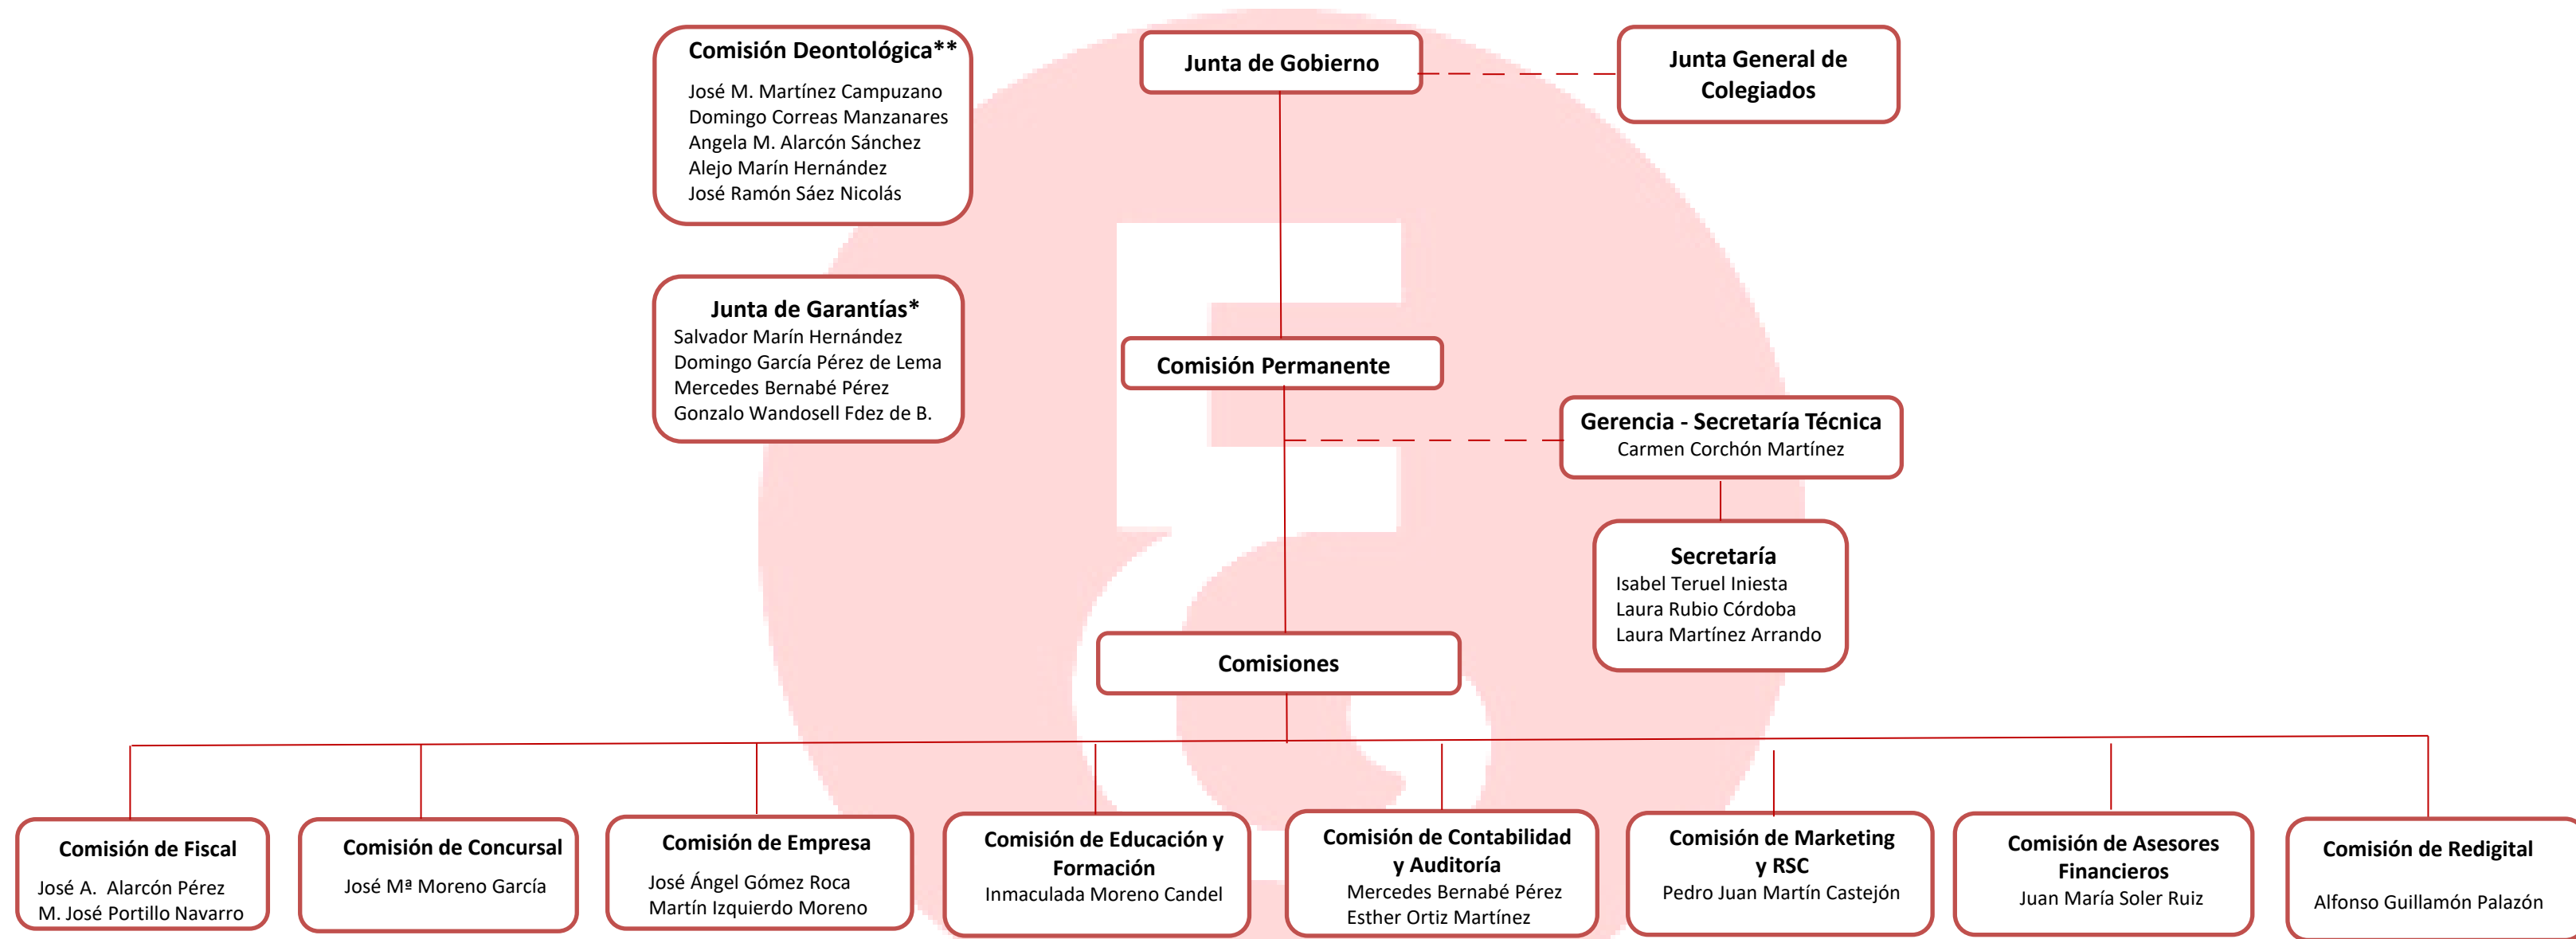 Comisión Deontológica**
José M. Martínez Campuzano
Domingo Correas Manzanares
Angela M. Alarcón Sánchez
Alejo Marín Hernández
José Ramón Sáez Nicolás
Junta de Gobierno
Junta General de
Colegiados
Junta de Garantías*
Salvador Marín Hernández
Domingo García Pérez de Lema
Mercedes Bernabé Pérez
Gonzalo Wandosell Fdez de B.
Comisión Permanente
Gerencia - Secretaría Técnica
Carmen Corchón Martínez
Secretaría
Isabel Teruel Iniesta
Laura Rubio Córdoba
Laura Martínez Arrando
Comisiones
Comisión de Fiscal
José A. Alarcón Pérez
M. José Portillo Navarro
Comisión de Concursal
José Mª Moreno García
Comisión de Empresa
José Ángel Gómez Roca
Martín Izquierdo Moreno
Comisión de Educación y
Formación
Inmaculada Moreno Candel
Comisión de Contabilidad
y Auditoría
Mercedes Bernabé Pérez
Esther Ortiz Martínez
Comisión de Marketing
y RSC
Pedro Juan Martín Castejón
Comisión de Asesores
Financieros
Juan María Soler Ruiz
Comisión de Redigital
Alfonso Guillamón Palazón